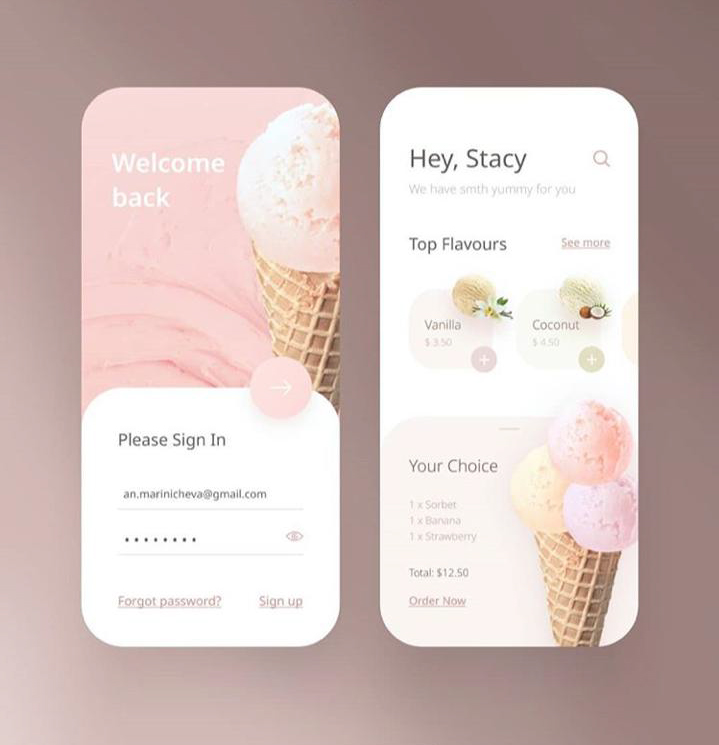 Welcome
back
Please Sign In
an.marinicheva@gmail.com
••••••••
Forgot password?
Sign up
Hey, Stacy
We have smth yummy for you
Top Flavours
See more
Vanilla
$ 3.50
+
Coconut
$ 4.50
+
Your Choice
1 x Sorbet
1 x Banana
1 x Strawberry
Total: $12.50
Order Now